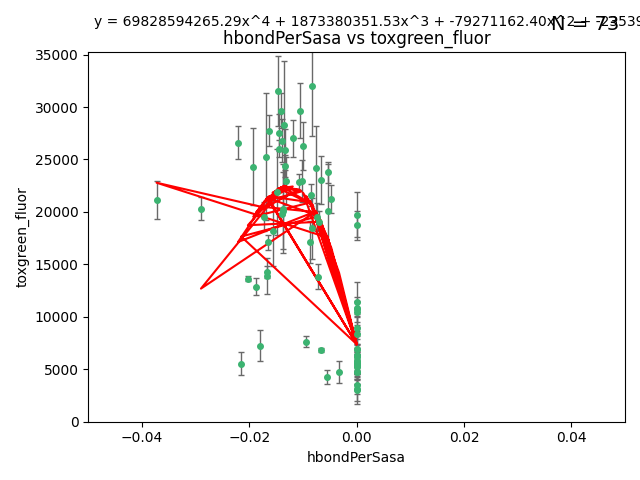 y = 69828594265.29x^4 + 1873380351.53x^3 + -79271162.40x^2 +
N = 73
hbondPerSasa vs toxgreen_fluor
35000
30000
25000
20000
15000
10000
5000
0
toxgreen_fluor
−0.04 −0.02 0.00 0.02 0.04
hbondPerSasa